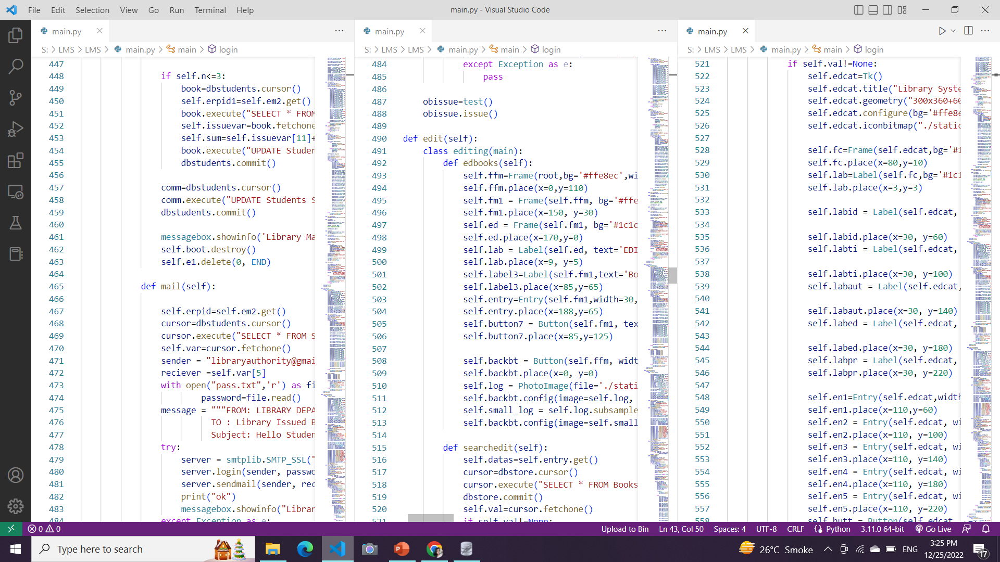 File Edit Selection View Go Run Terminal Help
main.py - Visual Studio Code
main.py
S: > LMS > LMS > main.py > main > login
447
448 if self.n<=3:
449 book=dbstudents.cursor()
450 self.erpid1=self.em2.get()
451 book.execute("SELECT * FROM
452 self.issuevar=book.fetchone
453 self.sum=self.issuevar[11]+
454 book.execute("UPDATE Studen
455 dbstudents.commit()
456
457 comm=dbstudents.cursor()
458 comm.execute("UPDATE Students S
459 dbstudents.commit()
460
461 messagebox.showinfo('Library Ma
462 self.boot.destroy()
463 self.e1.delete(0, END)
464
465 def mail(self):
466
467 self.erpid=self.em2.get()
468 cursor=dbstudents.cursor()
469 cursor.execute("SELECT * FROM S
470 self.var=cursor.fetchone()
471 sender = "libraryauthority@gmai
472 reciever =self.var[5]
473 with open("pass.txt",'r') as fi
474 password=file.read()
475 message = """FROM: LIBRARY DEPA
476 TO : Library Issued B
477 Subject: Hello Studen
478 try:
479 server = smtplib.SMTP_SSL("
480 server.login(sender, passwo
481 server.sendmail(sender, rec
482 print("ok")
483 messagebox.showinfo("Librar
484 except Exception as e:
main.py
S: > LMS > LMS > main.py > main > login
484 except Exception as e:
485 pass
486
487 obissue=test()
488 obissue.issue()
489
490 def edit(self):
491 class editing(main):
492 def edbooks(self):
493 self.ffm=Frame(root,bg='#ffe8ec',wi
494 self.ffm.place(x=0,y=110)
495 self.fm1 = Frame(self.ffm, bg='#ffe
496 self.fm1.place(x=150, y=30)
497 self.ed = Frame(self.fm1, bg='#1c1c
498 self.ed.place(x=170,y=0)
499 self.lab = Label(self.ed, text='EDI
500 self.lab.place(x=9, y=5)
501 self.label3=Label(self.fm1,text='Bo
502 self.label3.place(x=85,y=65)
503 self.entry=Entry(self.fm1,width=30,
504 self.entry.place(x=188,y=65)
505 self.button7 = Button(self.fm1, tex
506 self.button7.place(x=85,y=125)
507
508 self.backbt = Button(self.ffm, widt
509 self.backbt.place(x=0, y=0)
510 self.log = PhotoImage(file='./stati
511 self.backbt.config(image=self.log,
512 self.small_log = self.log.subsample
513 self.backbt.config(image=self.small
514
515 def searchedit(self):
516 self.datas=self.entry.get()
517 cursor=dbstore.cursor()
518 cursor.execute("SELECT * FROM Books
519 dbstore.commit()
520 self.val=cursor.fetchone()
521 if self.val!=None:
main.py
S: > LMS > LMS > main.py > main > login
521 if self.val!=None:
522 self.edcat=Tk()
523 self.edcat.title("Library Syste
524 self.edcat.geometry("300x360+60
525 self.edcat.configure(bg='#ffe8e
526 self.edcat.iconbitmap("./static
527
528 self.fc=Frame(self.edcat,bg='#1
529 self.fc.place(x=80,y=10)
530 self.lab=Label(self.fc,bg='#1c1
531 self.lab.place(x=3,y=3)
532
533 self.labid = Label(self.edcat,
534
535 self.labid.place(x=30, y=60)
536 self.labti = Label(self.edcat,
537
538 self.labti.place(x=30, y=100)
539 self.labaut = Label(self.edcat,
540
541 self.labaut.place(x=30, y=140)
542 self.labed = Label(self.edcat,
543
544 self.labed.place(x=30, y=180)
545 self.labpr = Label(self.edcat,
546 self.labpr.place(x=30, y=220)
547
548 self.en1=Entry(self.edcat,width
549 self.en1.place(x=110,y=60)
550 self.en2 = Entry(self.edcat, wi
551 self.en2.place(x=110, y=100)
552 self.en3 = Entry(self.edcat, wi
553 self.en3.place(x=110, y=140)
554 self.en4 = Entry(self.edcat, wi
555 self.en4.place(x=110, y=180)
556 self.en5 = Entry(self.edcat, wi
557 self.en5.place(x=110, y=220)
558 self.butt = Button(self.edcat,
0 0 Upload to Bin Ln 43, Col 50 Spaces: 4 UTF-8 CRLF Python 3.11.0 64-bit Go Live
Type here to search
26°C Smoke ENG
3:25 PM
12/25/2022
17